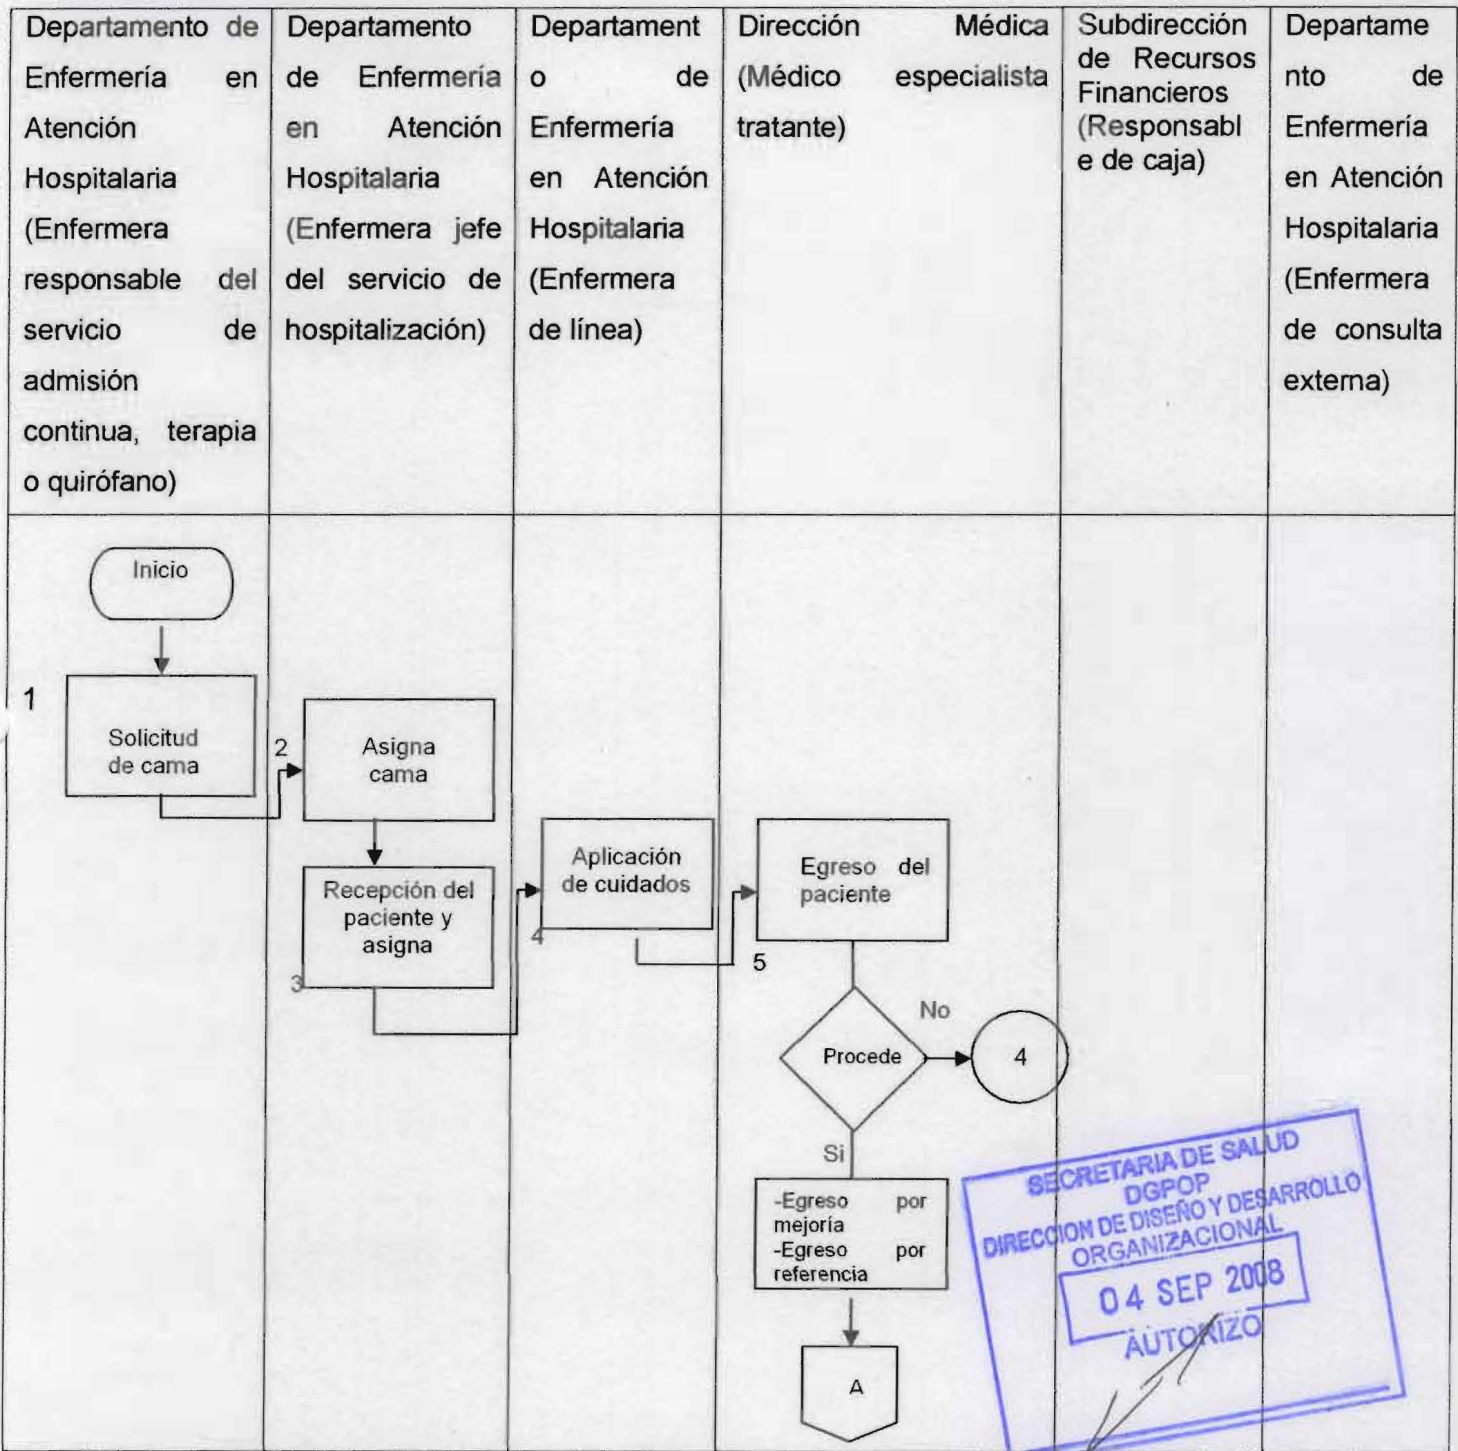 Departamento de
Enfermería en
Atención
Hospitalaria
(Enfermera
responsable del
servicio de
admisión
continua, terapia
o quirófano)
Departamento
de Enfermería
en Atención
Hospitalaria
(Enfermera jefe
del servicio de
hospitalización)
Departament
o de
Enfermería
en Atención
Hospitalaria
(Enfermera
de línea)
Dirección Médica
(Médico especialista
tratante)
Subdirección
de Recursos
Financieros
(Responsabl
e de caja)
Departame
nto de
Enfermería
en Atención
Hospitalaria
(Enfermera
de consulta
externa)
Inicio
1
Solicitud
de cama
2
Asigna
cama
Recepción del
paciente y
asigna
3
Aplicación
de cuidados
4
Egreso del
paciente
5
Procede
No
4
Si
-Egreso por
mejoría
-Egreso por
referencia
A
SECRETARIA DE SALUD
DGPOP
DIRECCION DE DISEÑO Y DESARROLLO
ORGANIZACIONAL
04 SEP 2008
AUTORIZO